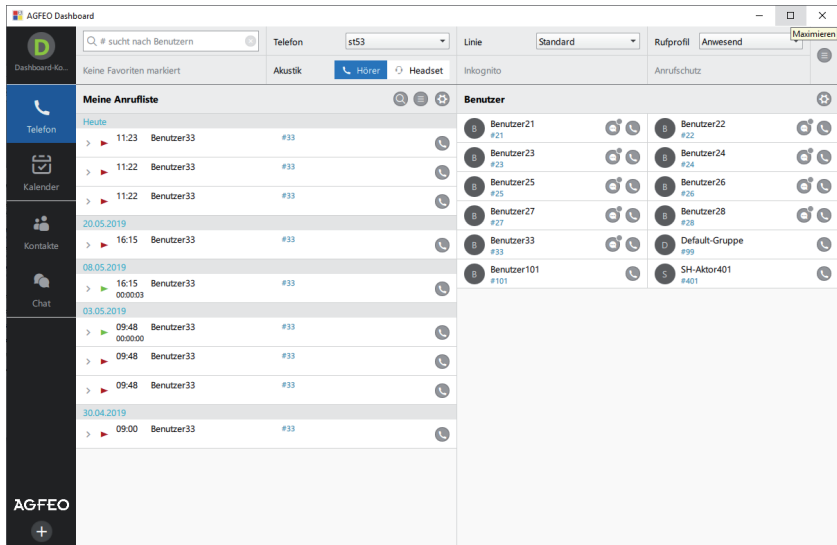 AGFEO Dashboard
Maximieren
D
Dashboard-Ko...
# sucht nach Benutzern
Telefon
st53
Linie
Standard
Rufprofil
Anwesend
Keine Favoriten markiert
Akustik
Hörer
Headset
Inkognito
Anrufschutz
Telefon
Kalender
Kontakte
Chat
AGFEO
Meine Anrufliste
Heute
11:23 Benutzer33 #33
11:22 Benutzer33 #33
11:22 Benutzer33 #33
20.05.2019
16:15 Benutzer33 #33
08.05.2019
16:15 Benutzer33 #33
00:00:03
03.05.2019
09:48 Benutzer33 #33
00:00:00
09:48 Benutzer33 #33
09:48 Benutzer33 #33
30.04.2019
09:00 Benutzer33 #33
Benutzer
B Benutzer21
#21
B Benutzer22
#22
B Benutzer23
#23
B Benutzer24
#24
B Benutzer25
#25
B Benutzer26
#26
B Benutzer27
#27
B Benutzer28
#28
B Benutzer33
#33
D Default-Gruppe
#99
B Benutzer101
#101
S SH-Aktor401
#401